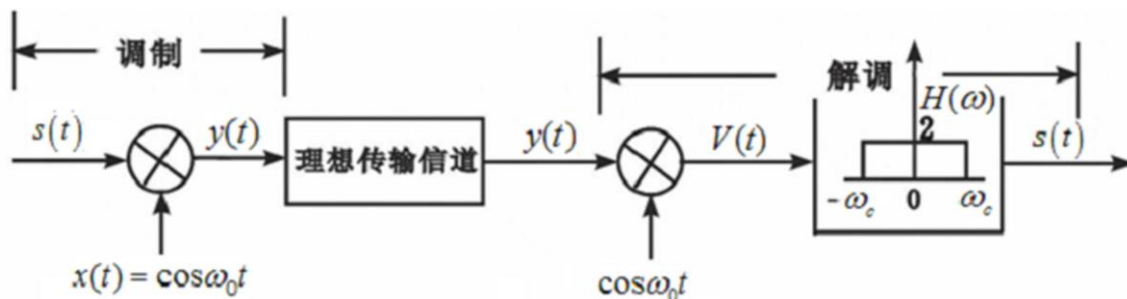 调制
解调
H(ω)
2
s(t)
y(t)
理想传输信道
y(t)
V(t)
s(t)
-ω_c
0
ω_c
x(t) = cosω_0t
cosω_0t